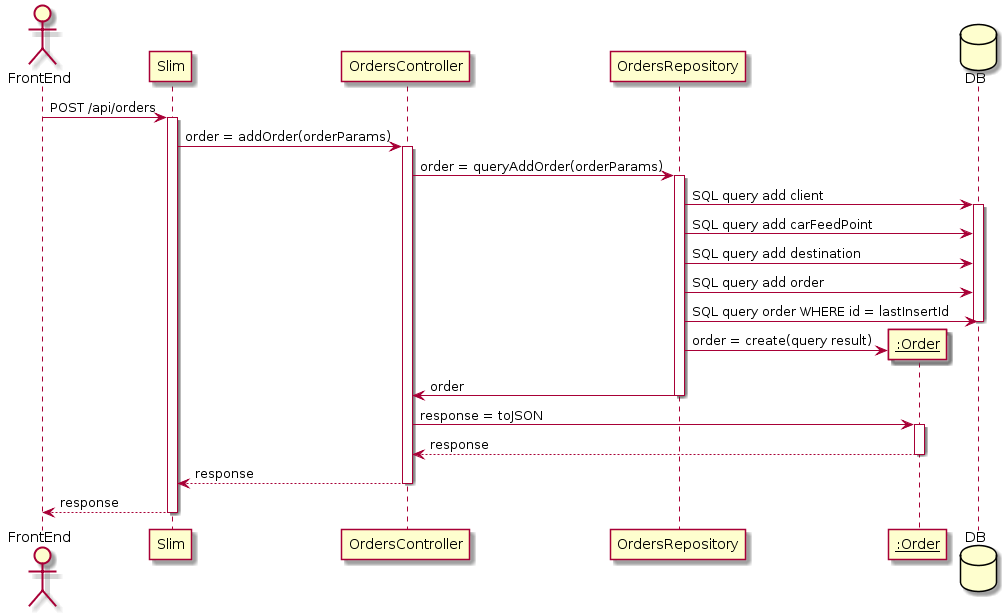 FrontEnd
Slim
OrdersController
OrdersRepository
DB
POST /api/orders
order = addOrder(orderParams)
order = queryAddOrder(orderParams)
SQL query add client
SQL query add carFeedPoint
SQL query add destination
SQL query add order
SQL query order WHERE id = lastInsertId
order = create(query result)
:Order
order
response = toJSON
response
response
response
FrontEnd
Slim
OrdersController
OrdersRepository
:Order
DB